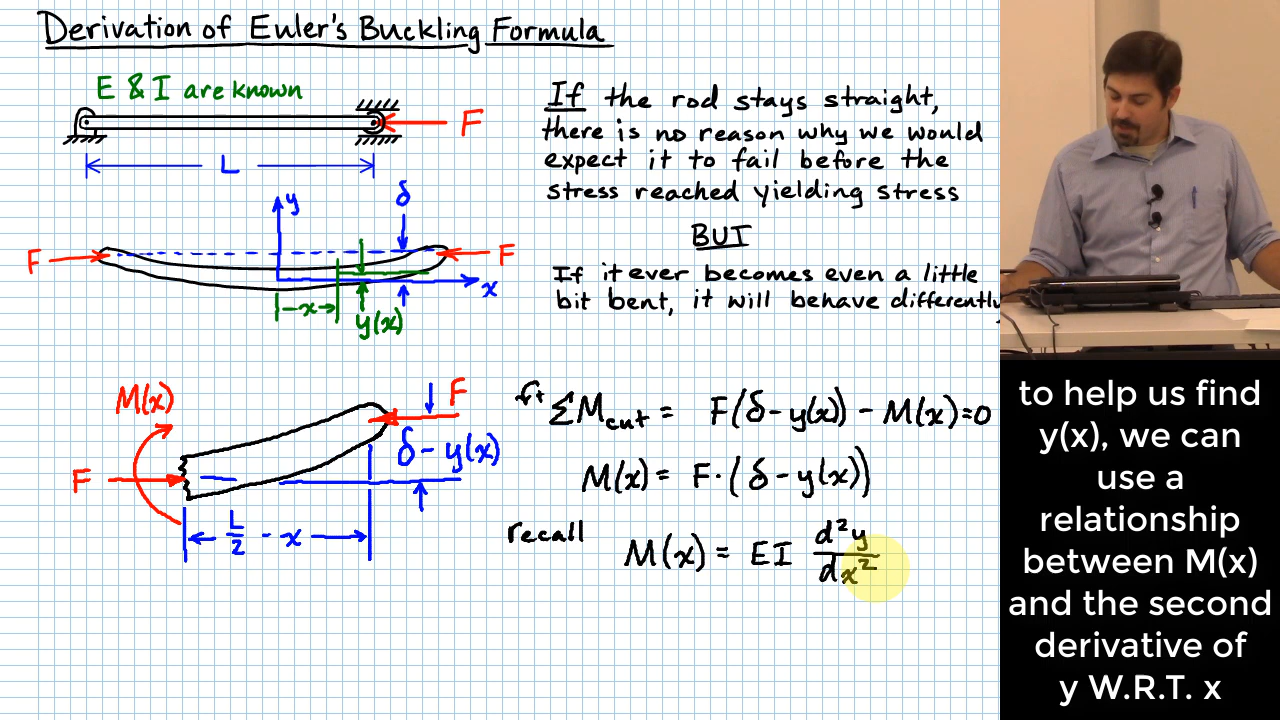 Derivation of Euler's Buckling Formula
E & I are known
F
L
If the rod stays straight,
there is no reason why we would
expect it to fail before the
stress reached yielding stress
BUT
If it ever becomes even a little
bit bent, it will behave differently
y
δ
F
F
x
x
y(x)
M(x)
F
δ - y(x)
F
L/2 - x
ΣM_cut = F(δ - y(x)) - M(x) = 0
M(x) = F · (δ - y(x))
recall
M(x) = EI d²y/dx²
to help us find
y(x), we can
use a
relationship
between M(x)
and the second
derivative of
y W.R.T. x